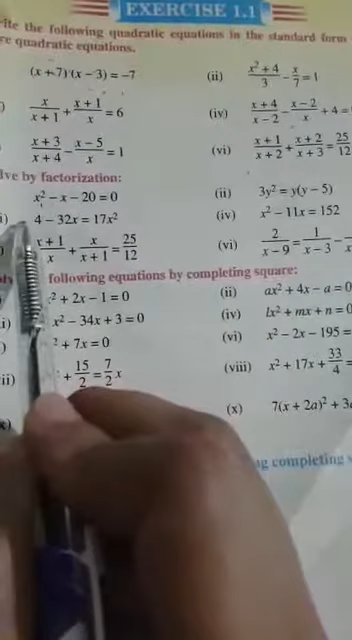 EXERCISE 1.1
the following quadratic equations in the standard form
quadratic equations.
(x + 7)(x − 3) = −7 (ii) (x² + 4)/3 − x/7 = 1
x/(x + 1) + (x + 1)/x = 6 (iv) (x + 4)/(x − 2) − (x − 2)/x + 4 =
(x + 3)/(x + 4) − (x − 5)/x = 1 (vi) (x + 1)/(x + 2) + (x + 2)/(x + 3) = 25/12
by factorization:
x² − x − 20 = 0 (ii) 3y² = y(y − 5)
4 − 32x = 17x² (iv) x² − 11x = 152
(x + 1)/x + x/(x + 1) = 25/12 (vi) 2/(x − 9) = 1/(x − 3) −
following equations by completing square:
² + 2x − 1 = 0 (ii) ax² + 4x − a = 0
x² − 34x + 3 = 0 (iv) lx² + mx + n = 0
² + 7x = 0 (vi) x² − 2x − 195 =
+ 15/2 = 7/2 x (viii) x² + 17x + 33/4 =
(x) 7(x + 2a)² + 3
completing